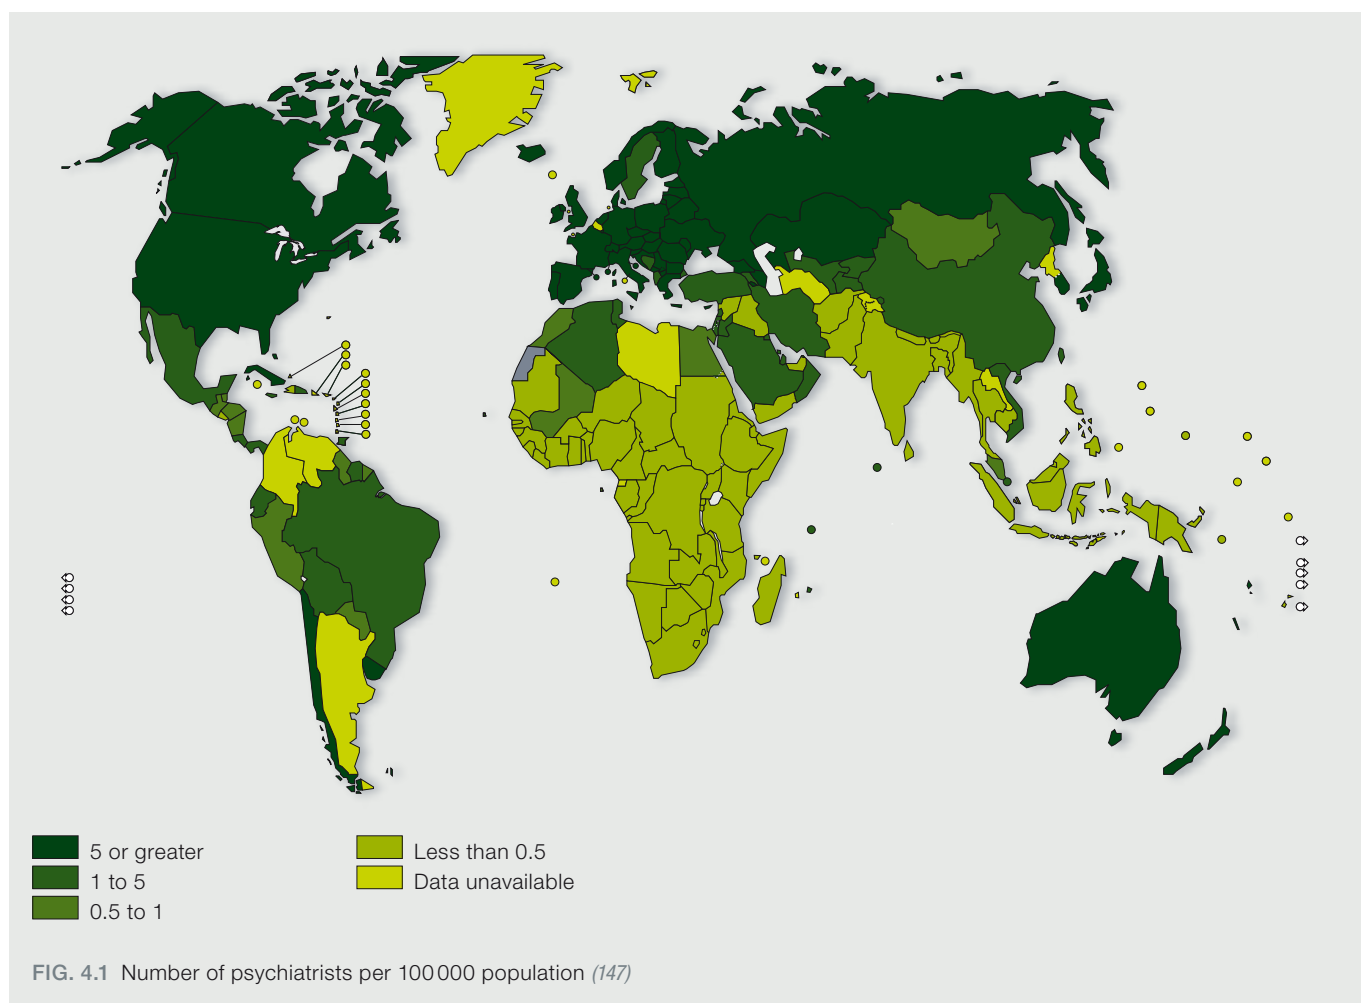 5 or greater
1 to 5
0.5 to 1
Less than 0.5
Data unavailable
FIG. 4.1 Number of psychiatrists per 100 000 population (147)